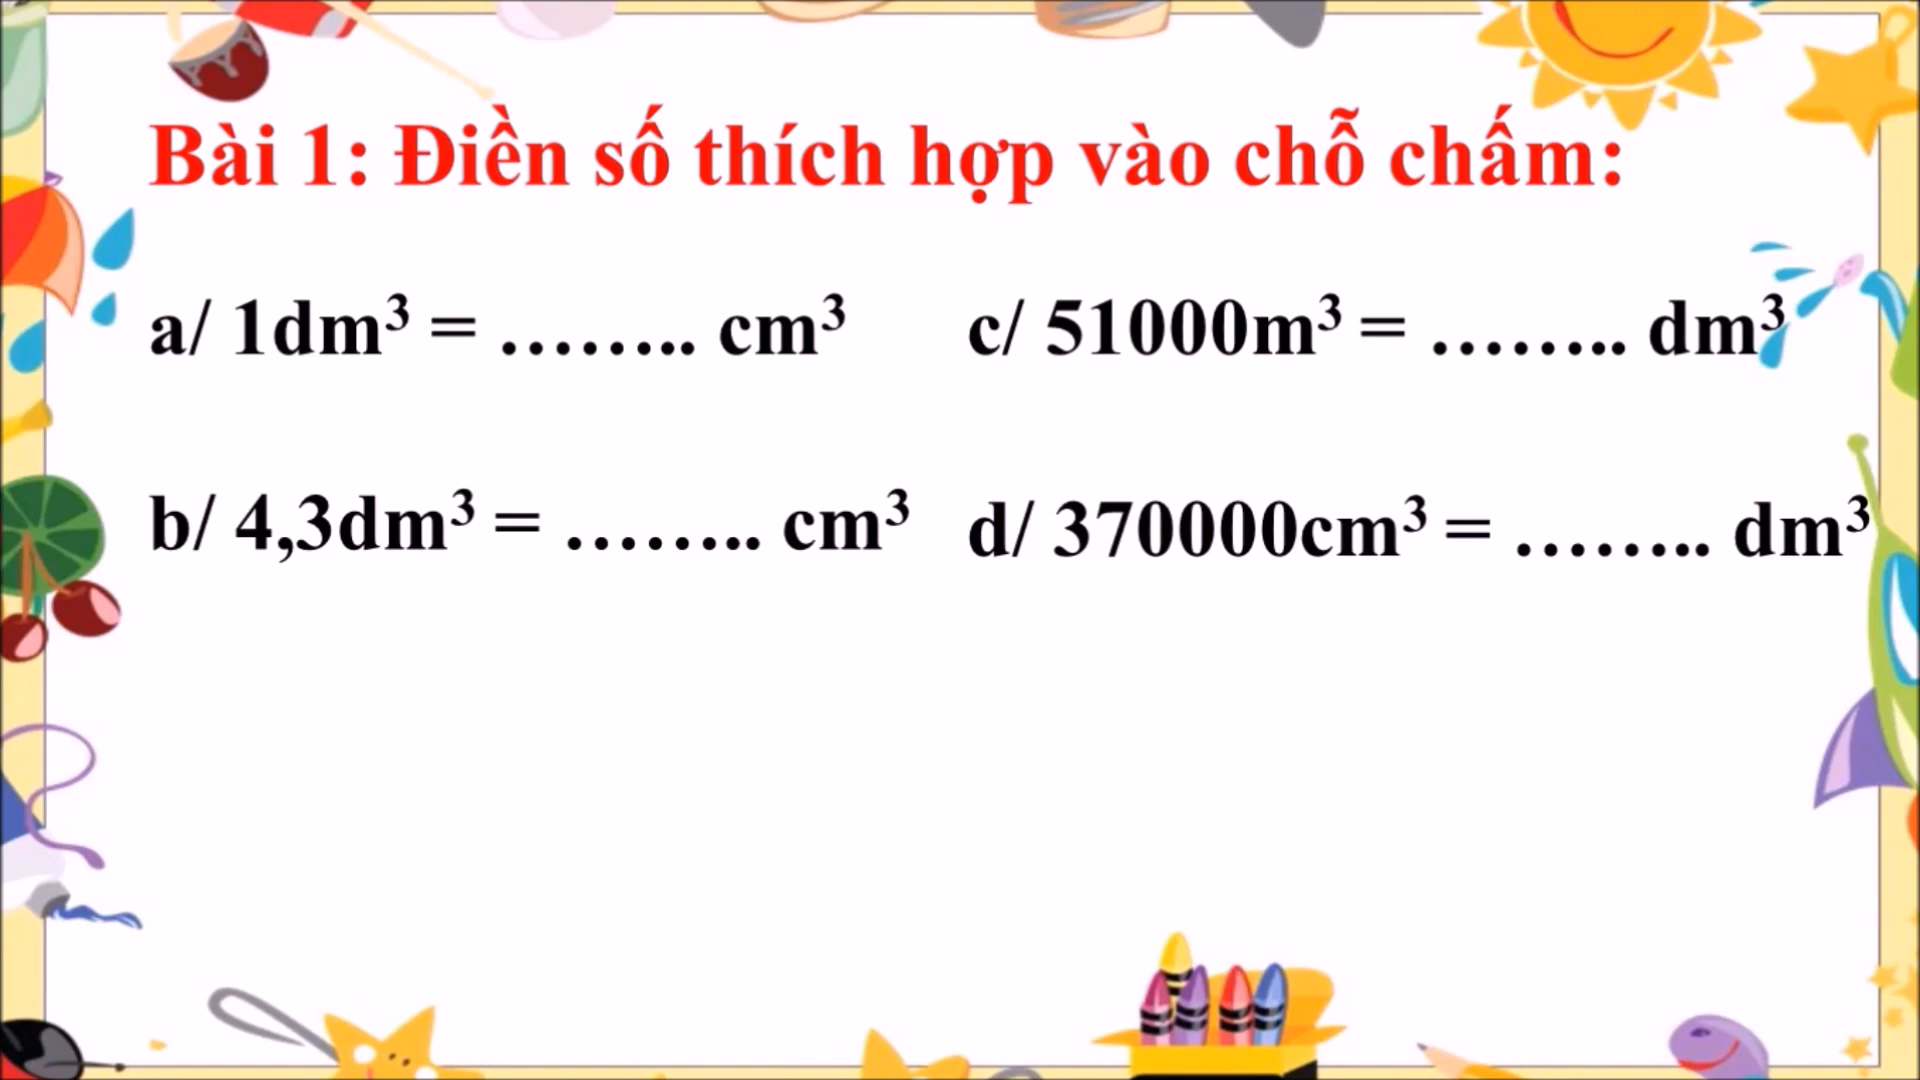 Bài 1: Điền số thích hợp vào chỗ chấm:
a/ 1dm³ = …….. cm³
c/ 51000m³ = …….. dm³
b/ 4,3dm³ = …….. cm³
d/ 370000cm³ = …….. dm³